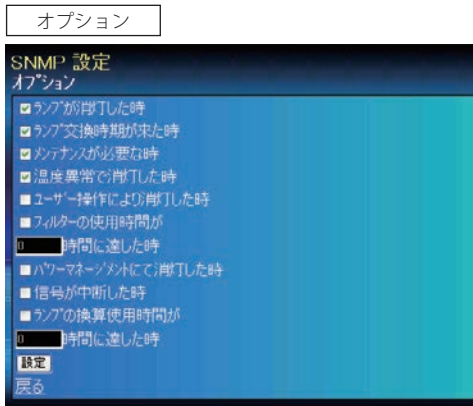 オプション
SNMP 設定
オプション
ランプが消灯した時
ランプ交換時期が来た時
メンテナンスが必要な時
温度異常で消灯した時
ユーザー操作により消灯した時
フィルターの使用時間が
0 時間に達した時
パワーマネージメントにて消灯した時
信号が中断した時
ランプの換算使用時間が
0 時間に達した時
設定
戻る